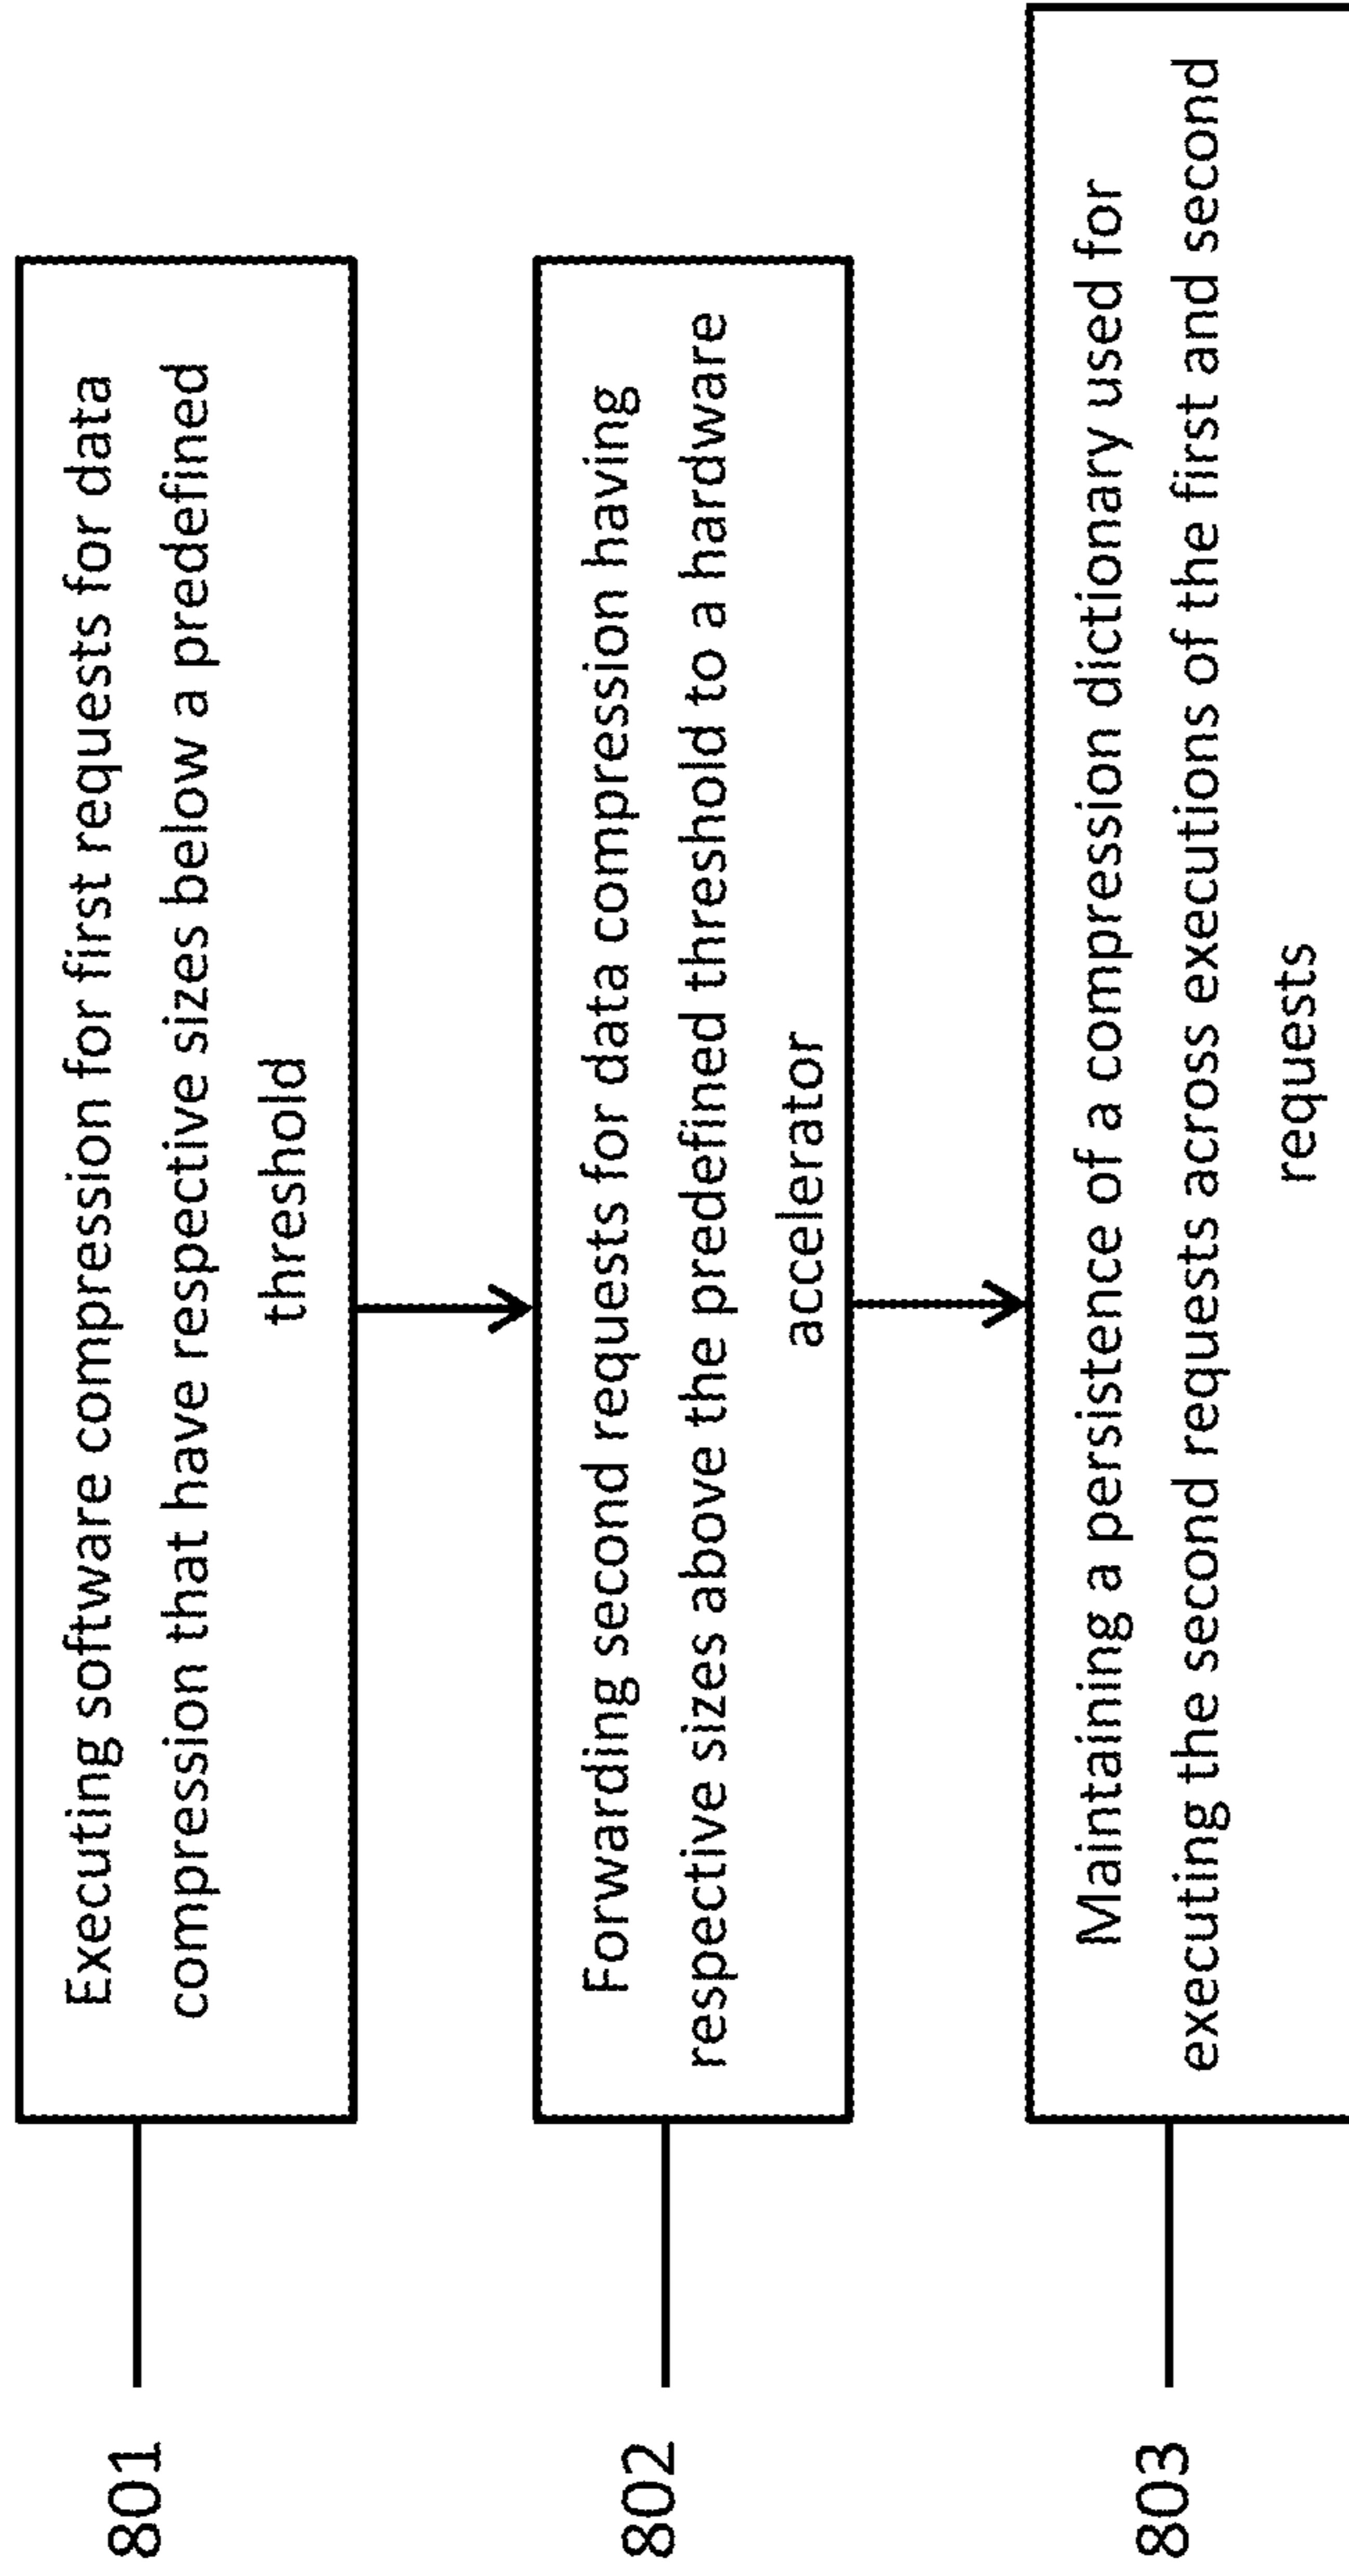 801
Executing software compression for first requests for data
compression that have respective sizes below a predefined
threshold
802
Forwarding second requests for data compression having
respective sizes above the predefined threshold to a hardware
accelerator
803
Maintaining a persistence of a compression dictionary used for
executing the second requests across executions of the first and second
requests